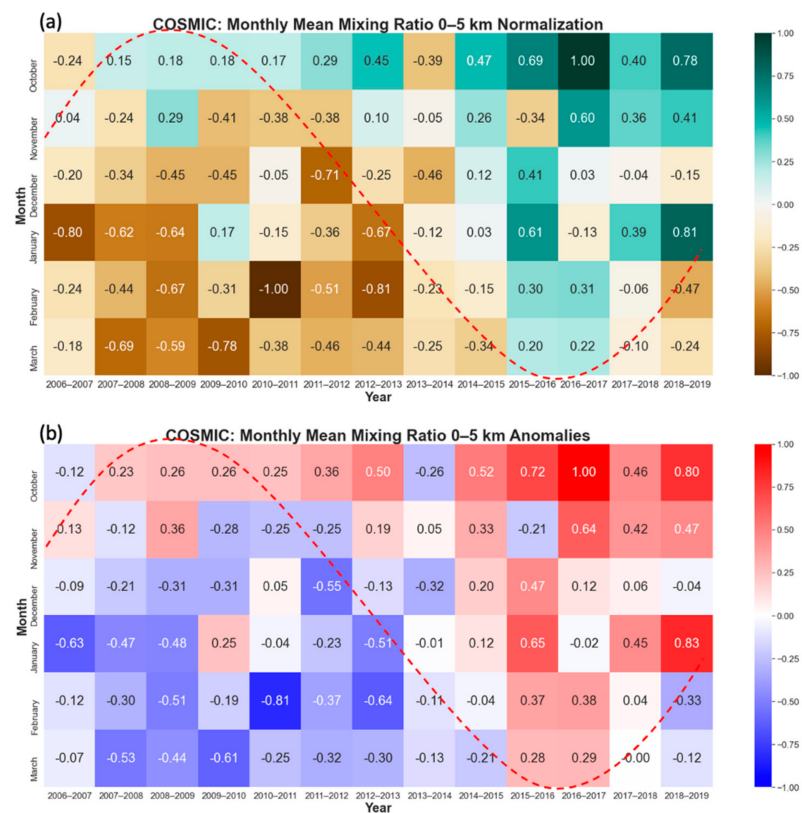 (a)
COSMIC: Monthly Mean Mixing Ratio 0–5 km Normalization
October -0.24 0.15 0.18 0.18 0.17 0.29 0.45 -0.39 0.47 0.69 1.00 0.40 0.78
November 0.04 -0.24 0.29 -0.41 -0.38 -0.38 0.10 -0.05 0.26 -0.34 0.60 0.36 0.41
December -0.20 -0.34 -0.45 -0.45 -0.05 -0.71 -0.25 -0.46 0.12 0.41 0.03 -0.04 -0.15
January -0.80 -0.62 -0.64 0.17 -0.15 -0.36 -0.67 -0.12 0.03 0.61 -0.13 0.39 0.81
February -0.24 -0.44 -0.67 -0.31 -1.00 -0.51 -0.81 -0.23 -0.15 0.30 0.31 -0.06 -0.47
March -0.18 -0.69 -0.59 -0.78 -0.38 -0.46 -0.44 -0.25 -0.34 0.20 0.22 -0.10 -0.24
Month
2006–2007 2007–2008 2008–2009 2009–2010 2010–2011 2011–2012 2012–2013 2013–2014 2014–2015 2015–2016 2016–2017 2017–2018 2018–2019
Year
1.00
0.75
0.50
0.25
0.00
-0.25
-0.50
-0.75
-1.00
(b)
COSMIC: Monthly Mean Mixing Ratio 0–5 km Anomalies
October -0.12 0.23 0.26 0.26 0.25 0.36 0.50 -0.26 0.52 0.72 1.00 0.46 0.80
November 0.13 -0.12 0.36 -0.28 -0.25 -0.25 0.19 0.05 0.33 -0.21 0.64 0.42 0.47
December -0.09 -0.21 -0.31 -0.31 0.05 -0.55 -0.13 -0.32 0.20 0.47 0.12 0.06 -0.04
January -0.63 -0.47 -0.48 0.25 -0.04 -0.23 -0.51 -0.01 0.12 0.65 -0.02 0.45 0.83
February -0.12 -0.30 -0.51 -0.19 -0.81 -0.37 -0.64 -0.11 -0.04 0.37 0.38 0.04 -0.33
March -0.07 -0.53 -0.44 -0.61 -0.25 -0.32 -0.30 -0.13 -0.21 0.28 0.29 -0.00 -0.12
Month
2006–2007 2007–2008 2008–2009 2009–2010 2010–2011 2011–2012 2012–2013 2013–2014 2014–2015 2015–2016 2016–2017 2017–2018 2018–2019
Year
1.00
0.75
0.50
0.25
0.00
-0.25
-0.50
-0.75
-1.00